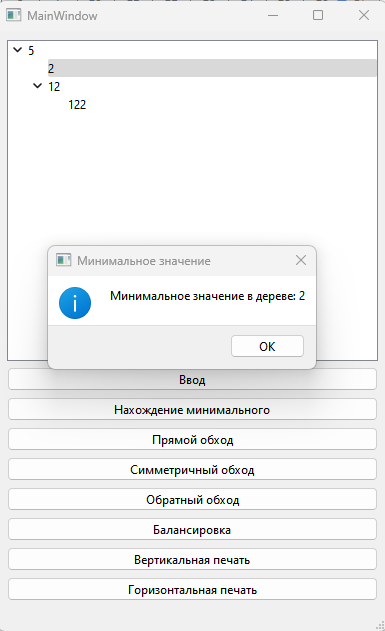 MainWindow
5
2
12
122
Минимальное значение
Минимальное значение в дереве: 2
ОК
Ввод
Нахождение минимального
Прямой обход
Симметричный обход
Обратный обход
Балансировка
Вертикальная печать
Горизонтальная печать